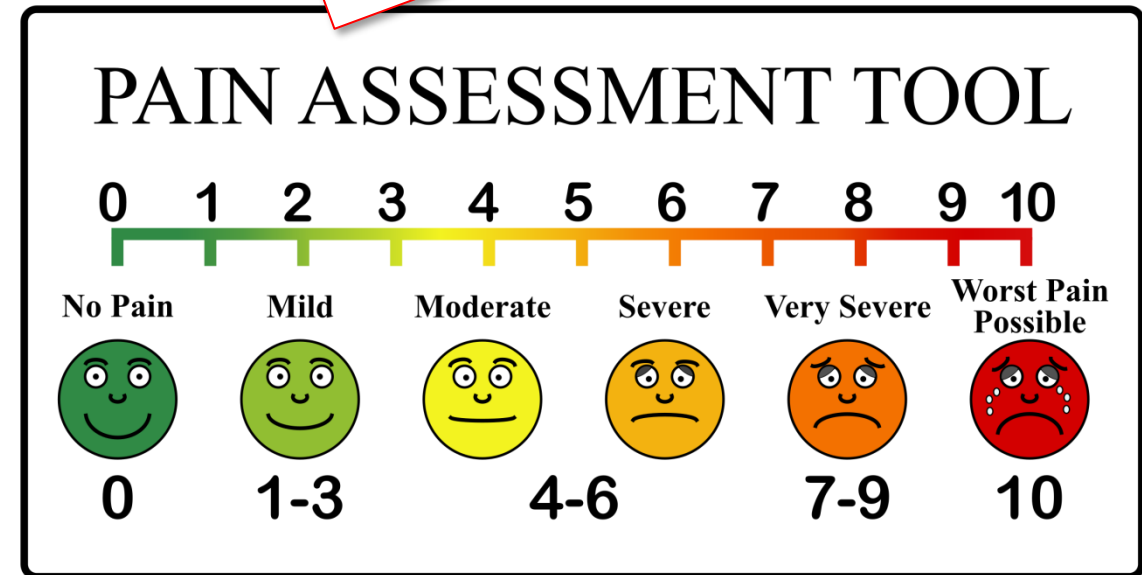 PAIN ASSESSMENT TOOL
0 1 2 3 4 5 6 7 8 9 10
No Pain Mild Moderate Severe Very Severe Worst Pain Possible
0 1-3 4-6 7-9 10